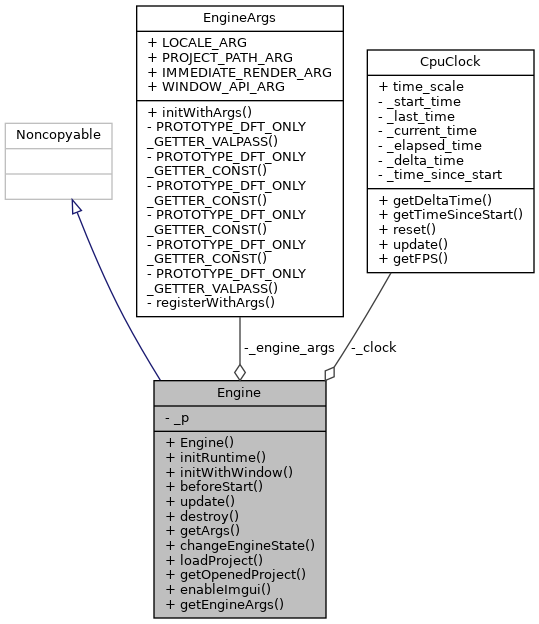 EngineArgs
+ LOCALE_ARG
+ PROJECT_PATH_ARG
+ IMMEDIATE_RENDER_ARG
+ WINDOW_API_ARG
+ initWithArgs()
- PROTOTYPE_DFT_ONLY
_GETTER_VALPASS()
- PROTOTYPE_DFT_ONLY
_GETTER_CONST()
- PROTOTYPE_DFT_ONLY
_GETTER_CONST()
- PROTOTYPE_DFT_ONLY
_GETTER_CONST()
- PROTOTYPE_DFT_ONLY
_GETTER_CONST()
- PROTOTYPE_DFT_ONLY
_GETTER_VALPASS()
- registerWithArgs()
CpuClock
+ time_scale
- _start_time
- _last_time
- _current_time
- _elapsed_time
- _delta_time
- _time_since_start
+ getDeltaTime()
+ getTimeSinceStart()
+ reset()
+ update()
+ getFPS()
Noncopyable
-_engine_args
-_clock
Engine
- _p
+ Engine()
+ initRuntime()
+ initWithWindow()
+ beforeStart()
+ update()
+ destroy()
+ getArgs()
+ changeEngineState()
+ loadProject()
+ getOpenedProject()
+ enableImgui()
+ getEngineArgs()